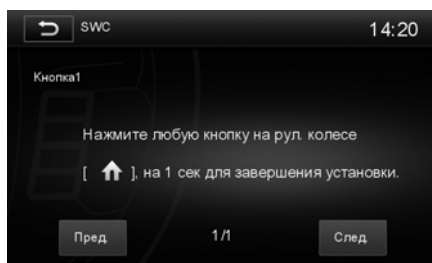 SWC 14:20
Кнопка1
Нажмите любую кнопку на рул. колесе
[ ], на 1 сек для завершения установки.
Пред. 1/1 След.